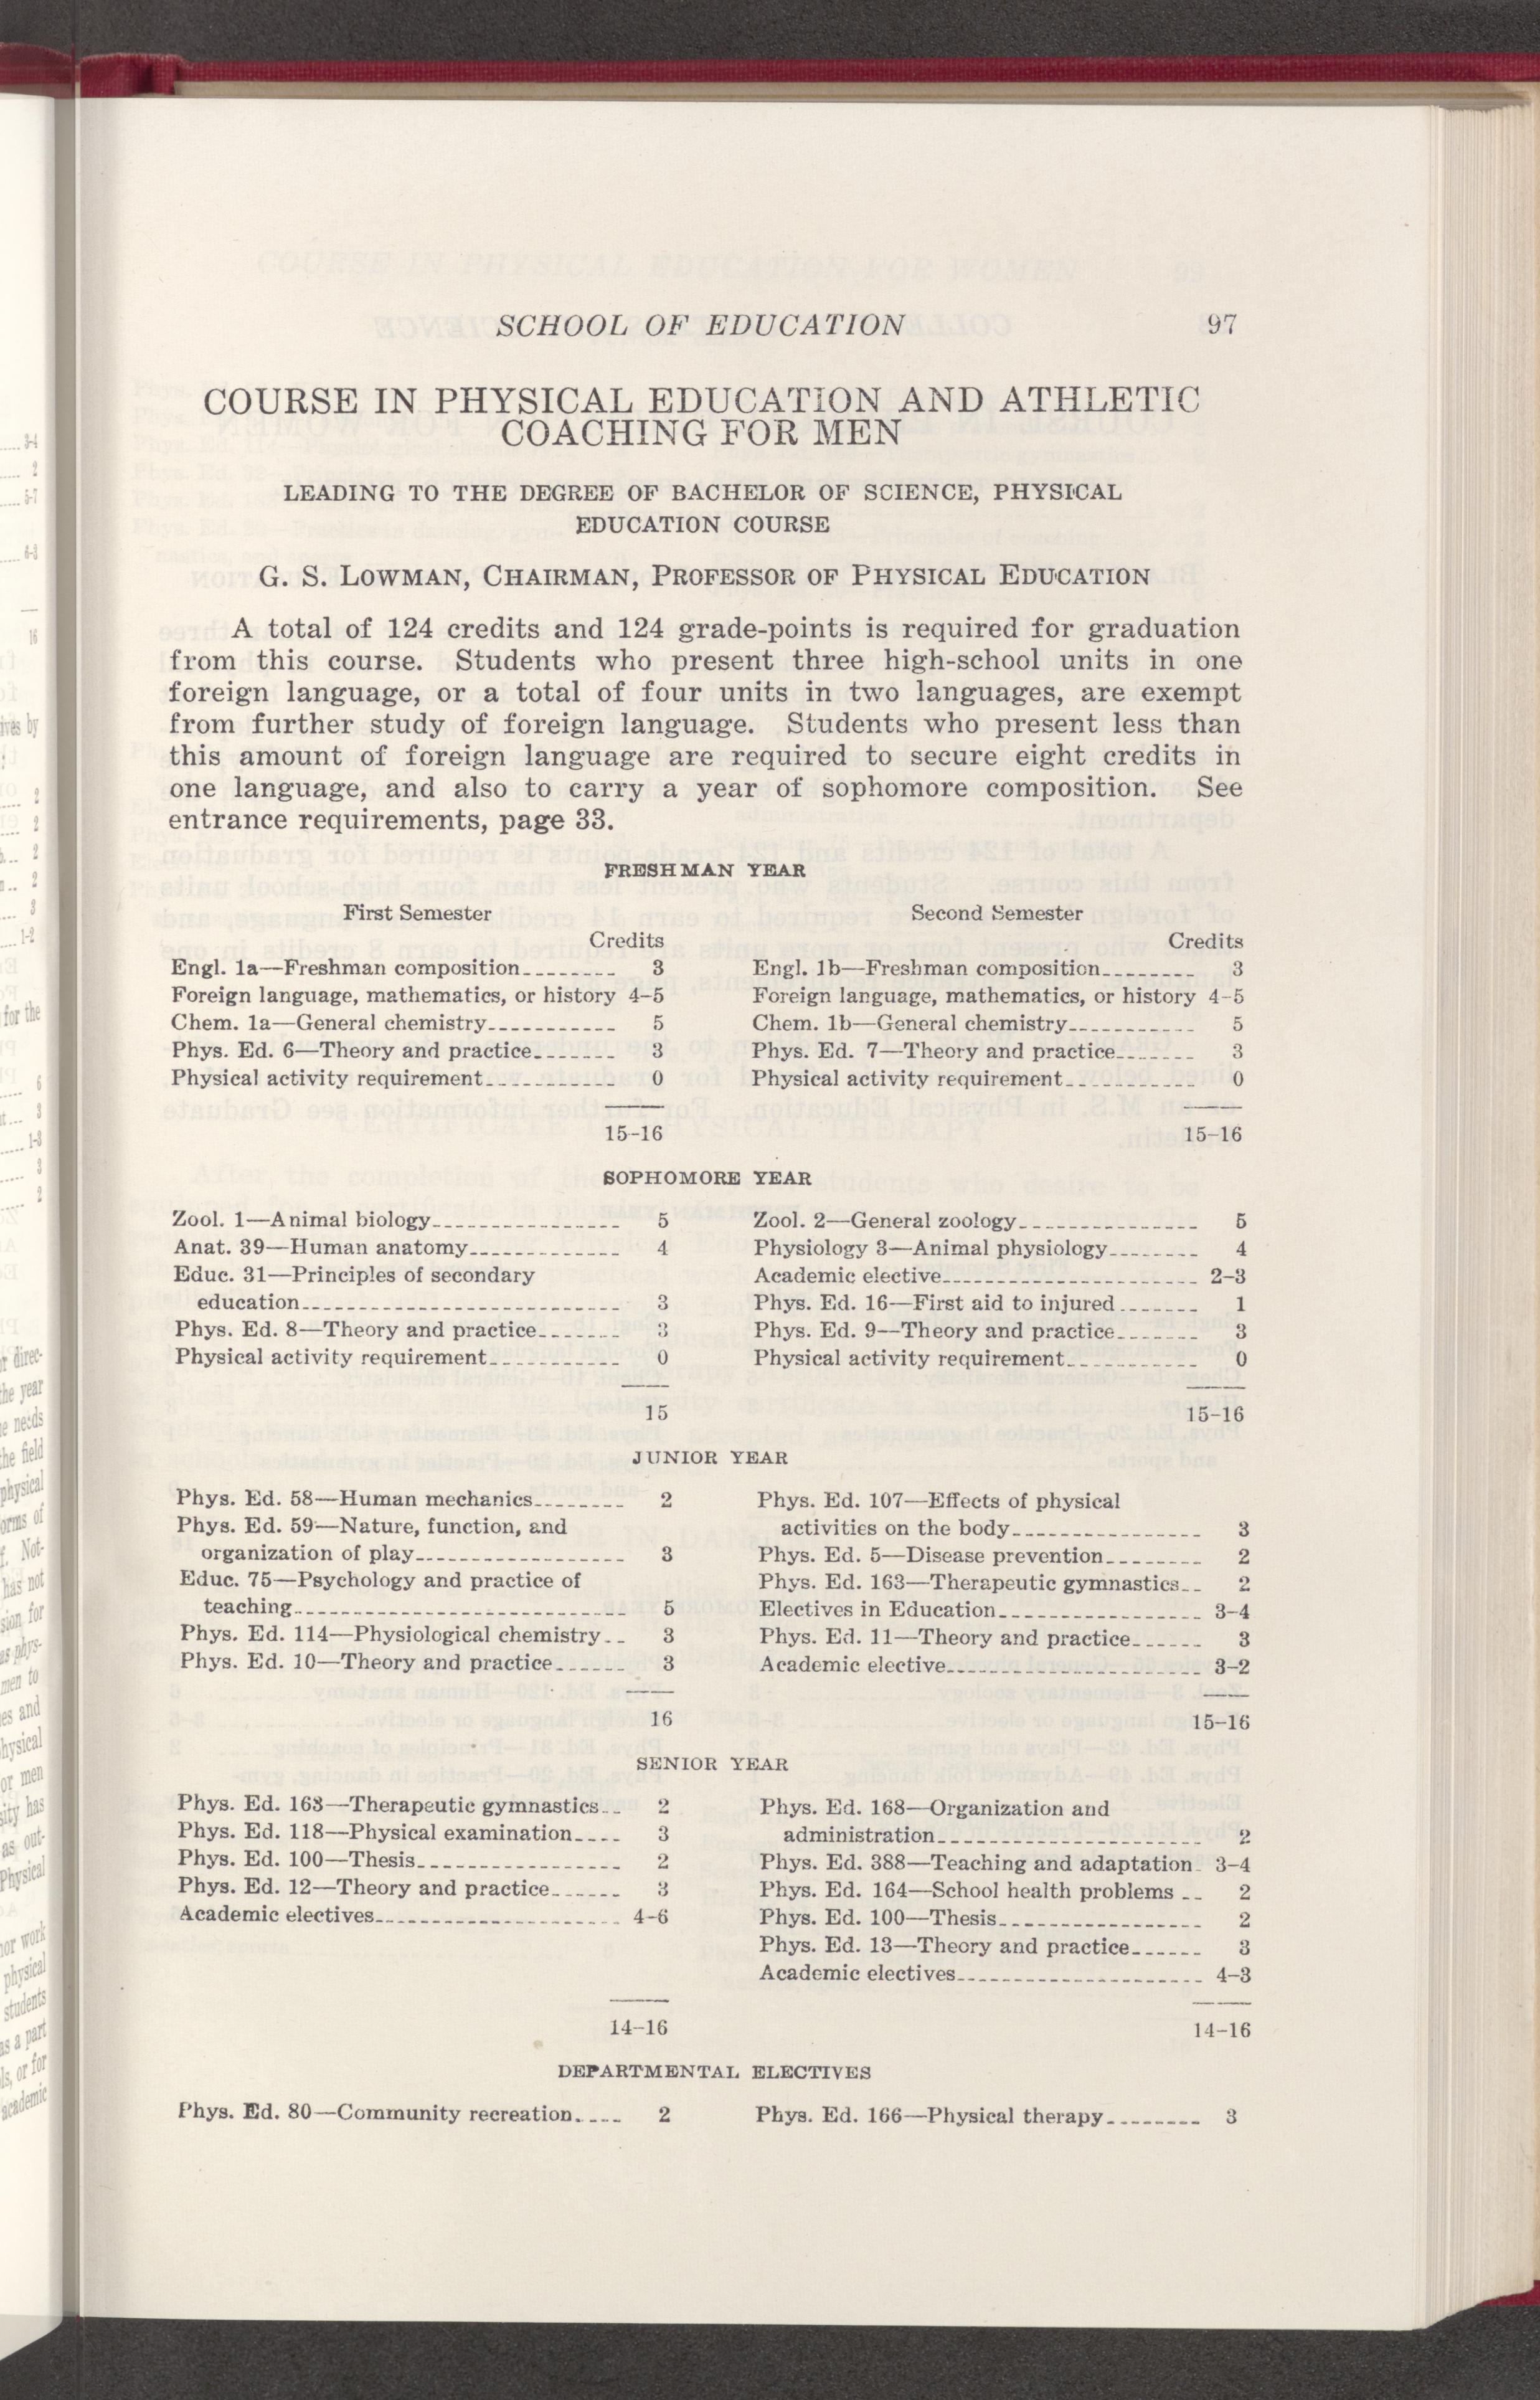 SCHOOL OF EDUCATION 97
COURSE IN PHYSICAL EDUCATION AND ATHLETIC
COACHING FOR MEN
LEADING TO THE DEGREE OF BACHELOR OF SCIENCE, PHYSICAL
EDUCATION COURSE
G. S. LOWMAN, CHAIRMAN, PROFESSOR OF PHYSICAL EDUCATION
A total of 124 credits and 124 grade-points is required for graduation
from this course. Students who present three high-school units in one
foreign language, or a total of four units in two languages, are exempt
from further study of foreign language. Students who present less than
this amount of foreign language are required to secure eight credits in
one language, and also to carry a year of sophomore composition. See
entrance requirements, page 33.
FRESHMAN YEAR
First Semester
Credits
Engl. 1a—Freshman composition-------- 3
Foreign language, mathematics, or history 4–5
Chem. 1a—General chemistry----------- 5
Phys. Ed. 6—Theory and practice------- 3
Physical activity requirement----------- 0
15–16
Second Semester
Credits
Engl. 1b—Freshman composition-------- 3
Foreign language, mathematics, or history 4–5
Chem. 1b—General chemistry----------- 5
Phys. Ed. 7—Theory and practice------- 3
Physical activity requirement----------- 0
15–16
SOPHOMORE YEAR
Zool. 1—Animal biology---------------- 5
Anat. 39—Human anatomy------------- 4
Educ. 31—Principles of secondary
education--------------------------- 3
Phys. Ed. 8—Theory and practice------- 3
Physical activity requirement----------- 0
15
Zool. 2—General zoology--------------- 5
Physiology 3—Animal physiology-------- 4
Academic elective---------------------- 2–3
Phys. Ed. 16—First aid to injured------- 1
Phys. Ed. 9—Theory and practice------- 3
Physical activity requirement----------- 0
15–16
JUNIOR YEAR
Phys. Ed. 58—Human mechanics-------- 2
Phys. Ed. 59—Nature, function, and
organization of play------------------ 3
Educ. 75—Psychology and practice of
teaching---------------------------- 5
Phys. Ed. 114—Physiological chemistry-- 3
Phys. Ed. 10—Theory and practice------ 3
16
Phys. Ed. 107—Effects of physical
activities on the body---------------- 3
Phys. Ed. 5—Disease prevention-------- 2
Phys. Ed. 163—Therapeutic gymnastics-- 2
Electives in Education----------------- 3–4
Phys. Ed. 11—Theory and practice------ 3
Academic elective---------------------- 3–2
15–16
SENIOR YEAR
Phys. Ed. 163—Therapeutic gymnastics-- 2
Phys. Ed. 118—Physical examination---- 3
Phys. Ed. 100—Thesis----------------- 2
Phys. Ed. 12—Theory and practice------ 3
Academic electives--------------------- 4–6
14–16
Phys. Ed. 168—Organization and
administration----------------------- 2
Phys. Ed. 388—Teaching and adaptation- 3–4
Phys. Ed. 164—School health problems -- 2
Phys. Ed. 100—Thesis----------------- 2
Phys. Ed. 13—Theory and practice------ 3
Academic electives--------------------- 4–3
14–16
DEPARTMENTAL ELECTIVES
Phys. Ed. 80—Community recreation---- 2
Phys. Ed. 166—Physical therapy-------- 3